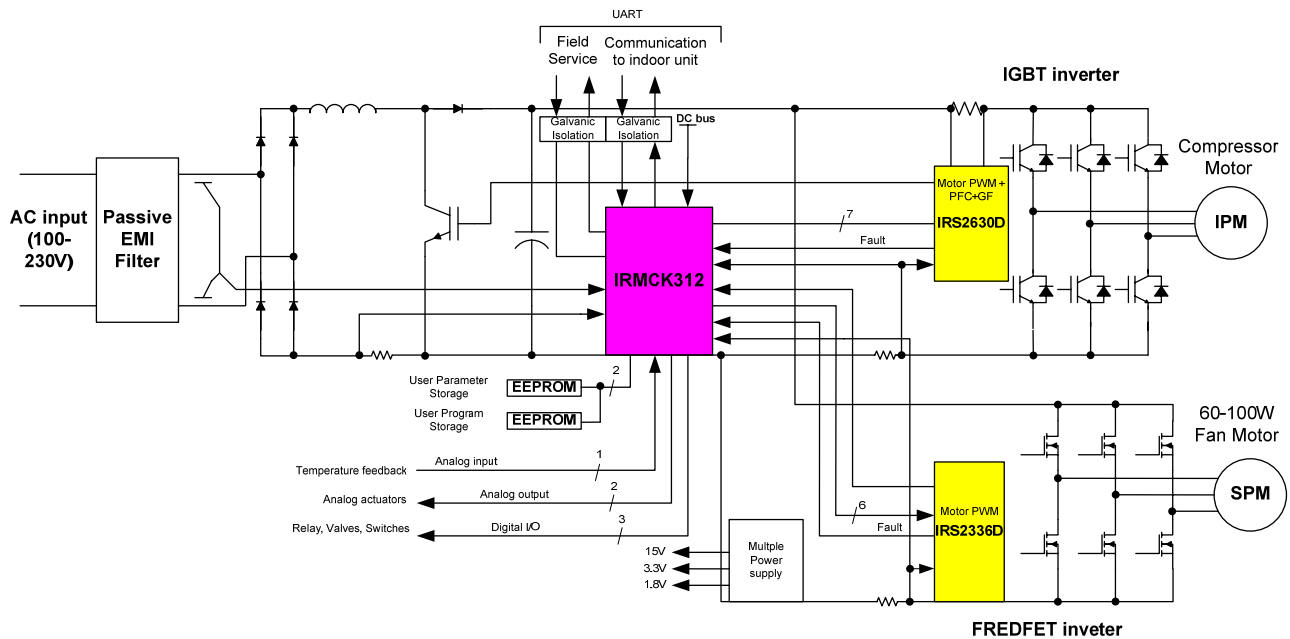 UART
Field
Service
Communication
to indoor unit
IGBT inverter
Galvanic
Isolation
Galvanic
Isolation
DC bus
Compressor
Motor
AC input
(100-
230V)
Passive
EMI
Filter
Motor PWM +
PFC+GF
IRS2630D
7
Fault
IPM
IRMCK312
User Parameter
Storage
EEPROM
2
User Program
Storage
EEPROM
60-100W
Fan Motor
Temperature feedback
Analog input
1
Analog actuators
Analog output
2
Relay, Valves, Switches
Digital I/O
3
6
Fault
Motor PWM
IRS2336D
SPM
15V
3.3V
1.8V
Multple
Power
supply
FREDFET inveter